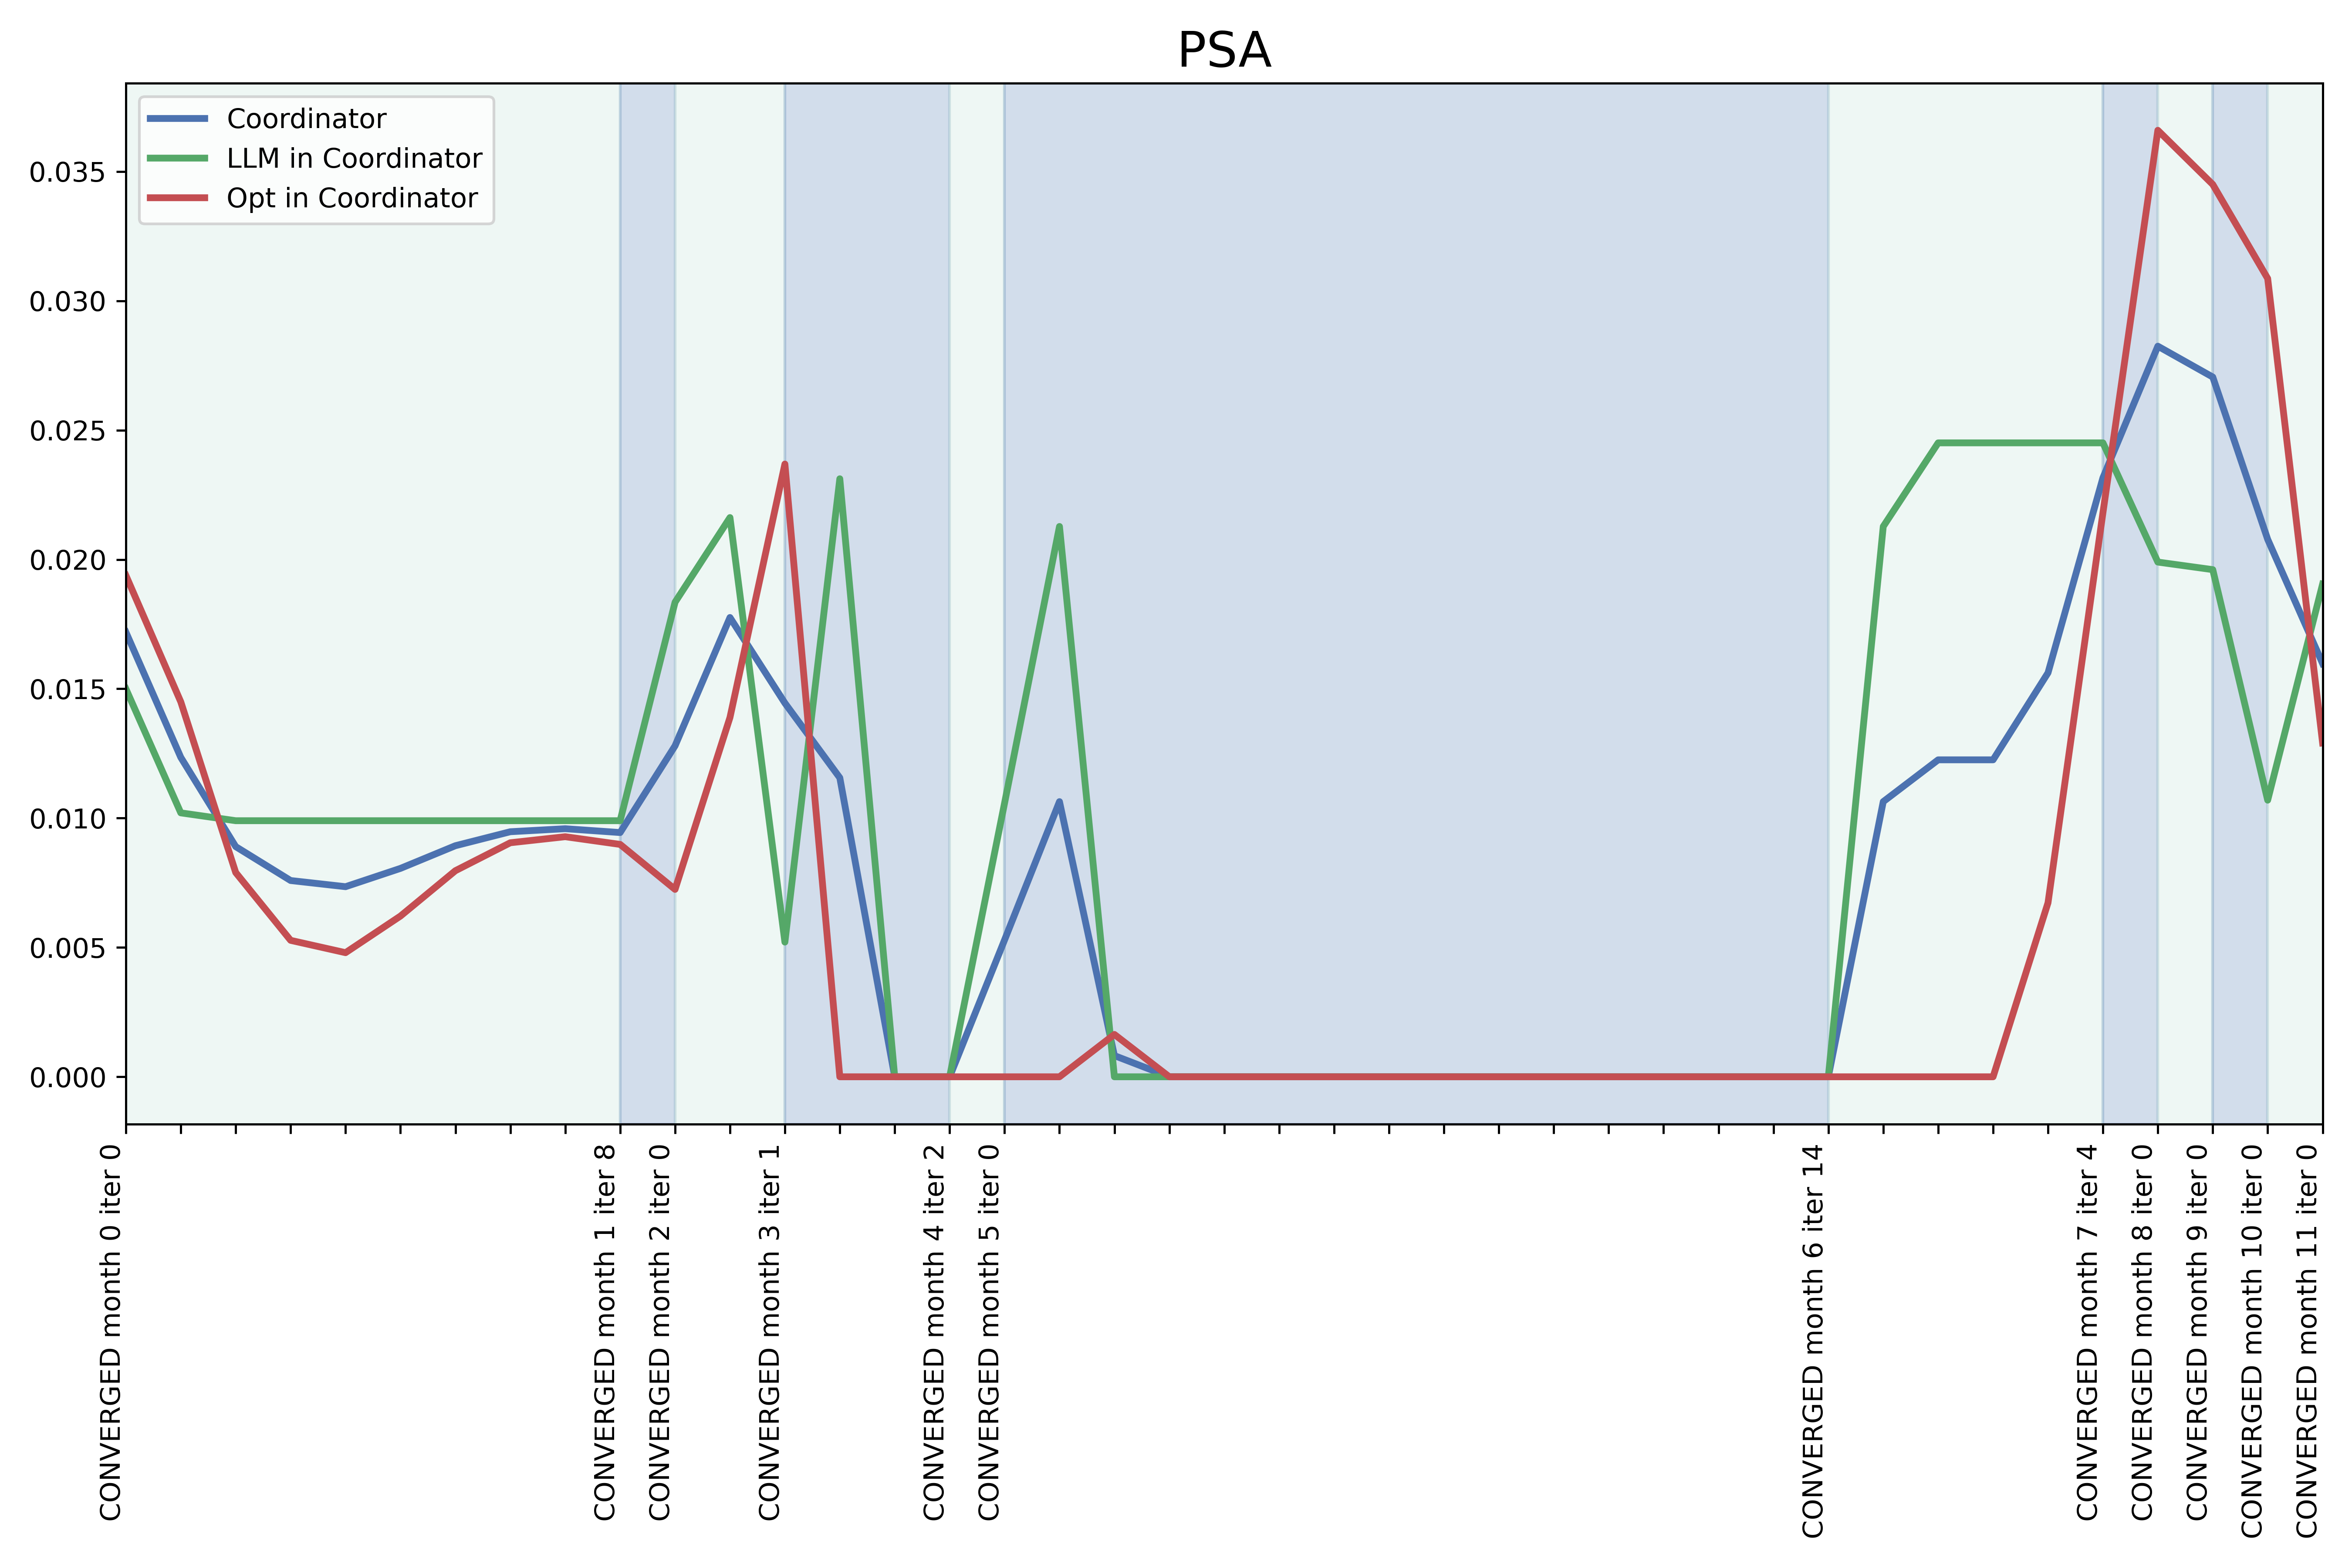 PSA
Coordinator
LLM in Coordinator
Opt in Coordinator
0.035
0.030
0.025
0.020
0.015
0.010
0.005
0.000
CONVERGED month 0 iter 0
CONVERGED month 1 iter 8
CONVERGED month 2 iter 0
CONVERGED month 3 iter 1
CONVERGED month 4 iter 2
CONVERGED month 5 iter 0
CONVERGED month 6 iter 14
CONVERGED month 7 iter 4
CONVERGED month 8 iter 0
CONVERGED month 9 iter 0
CONVERGED month 10 iter 0
CONVERGED month 11 iter 0